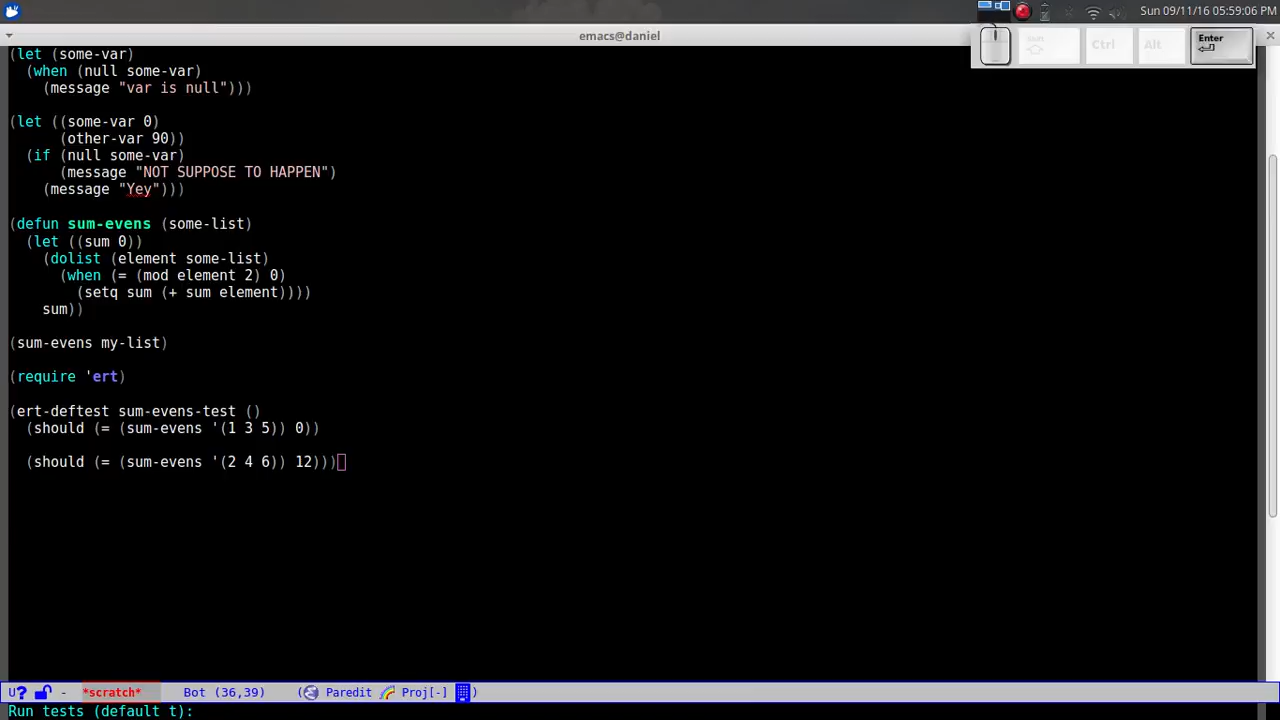 Sun 09/11/16 05:59:06 PM
emacs@daniel
Shift
Ctrl
Alt
Enter
(let (some-var)
  (when (null some-var)
    (message "var is null")))
(let ((some-var 0)
      (other-var 90))
  (if (null some-var)
      (message "NOT SUPPOSE TO HAPPEN")
    (message "Yey")))
(defun sum-evens (some-list)
  (let ((sum 0))
    (dolist (element some-list)
      (when (= (mod element 2) 0)
        (setq sum (+ sum element))))
    sum))
(sum-evens my-list)
(require 'ert)
(ert-deftest sum-evens-test ()
  (should (= (sum-evens '(1 3 5)) 0))
  (should (= (sum-evens '(2 4 6)) 12)))
U? - *scratch* Bot (36,39) ( Paredit Proj[-] )
Run tests (default t):